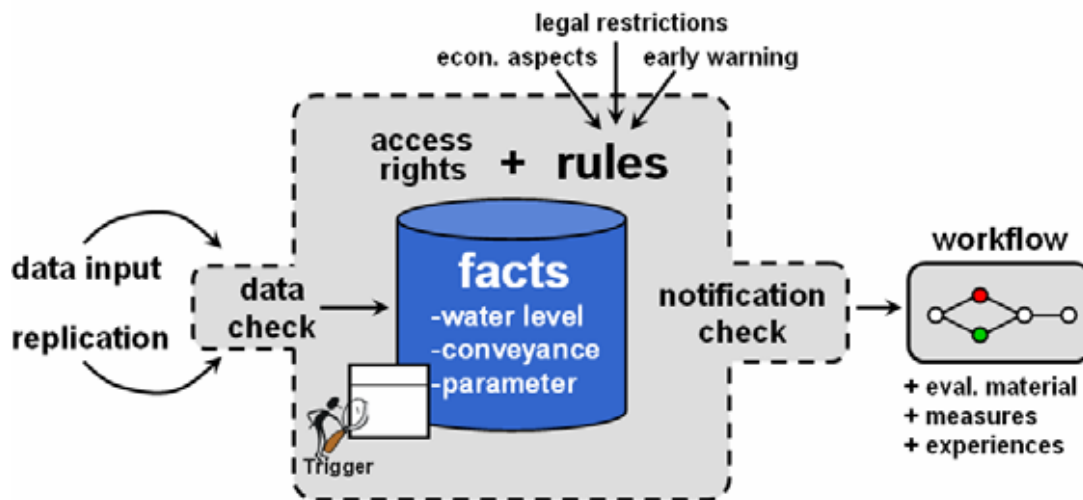 legal restrictions
econ. aspects
early warning
access
rights
+ rules
data input
replication
data
check
facts
-water level
-conveyance
-parameter
Trigger
notification
check
workflow
+ eval. material
+ measures
+ experiences